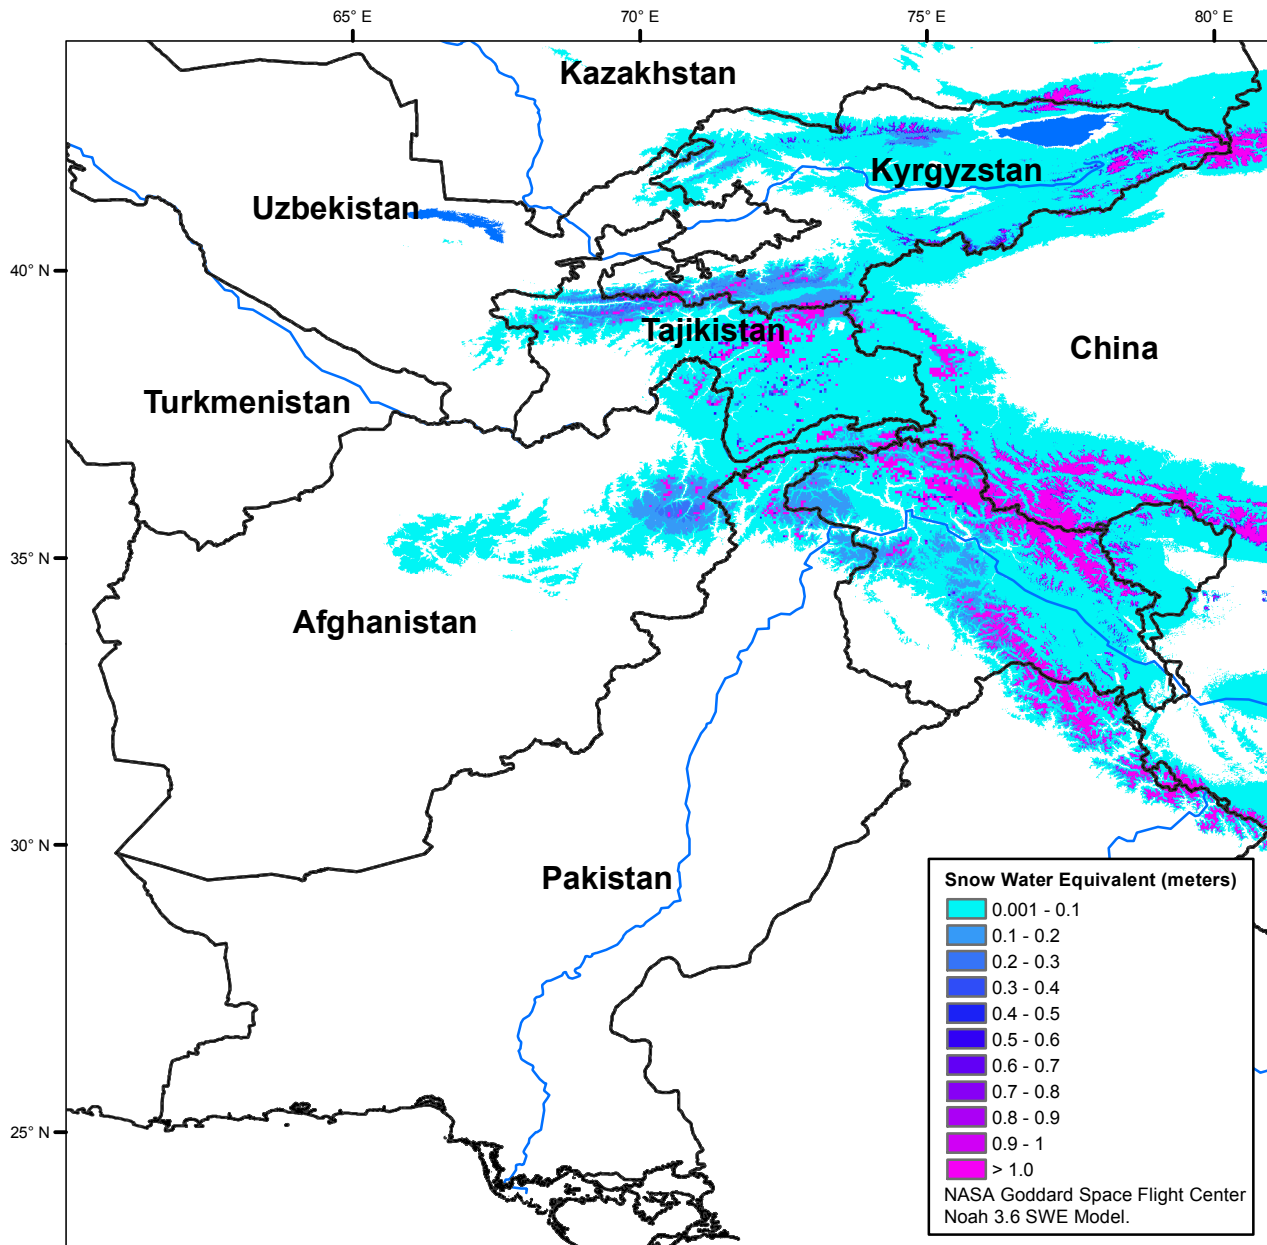 65° E
70° E
75° E
80° E
Kazakhstan
Kyrgyzstan
Uzbekistan
40° N
Tajikistan
China
Turkmenistan
35° N
Afghanistan
30° N
Pakistan
25° N
Snow Water Equivalent (meters)
0.001 - 0.1
0.1 - 0.2
0.2 - 0.3
0.3 - 0.4
0.4 - 0.5
0.5 - 0.6
0.6 - 0.7
0.7 - 0.8
0.8 - 0.9
0.9 - 1
> 1.0
NASA Goddard Space Flight Center
Noah 3.6 SWE Model.